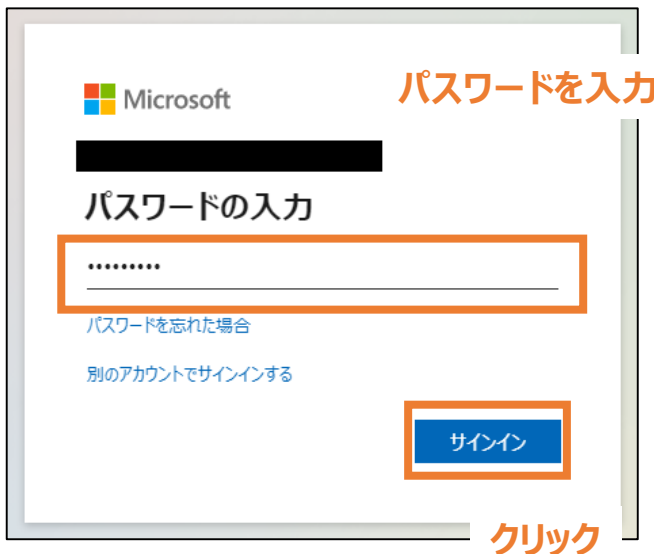 Microsoft
パスワードを入力
パスワードの入力
•••••••••
パスワードを忘れた場合
別のアカウントでサインインする
サインイン
クリック